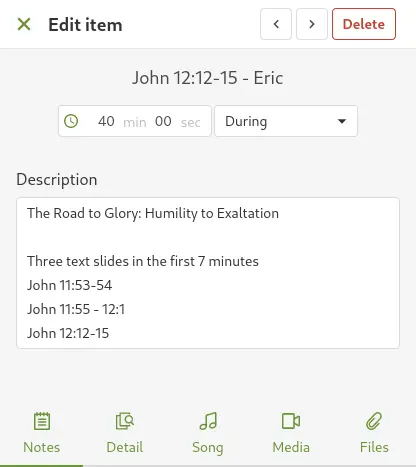 Edit item
Delete
John 12:12-15 - Eric
40 min 00 sec
During
Description
The Road to Glory: Humility to Exaltation
Three text slides in the first 7 minutes
John 11:53-54
John 11:55 - 12:1
John 12:12-15
Notes
Detail
Song
Media
Files